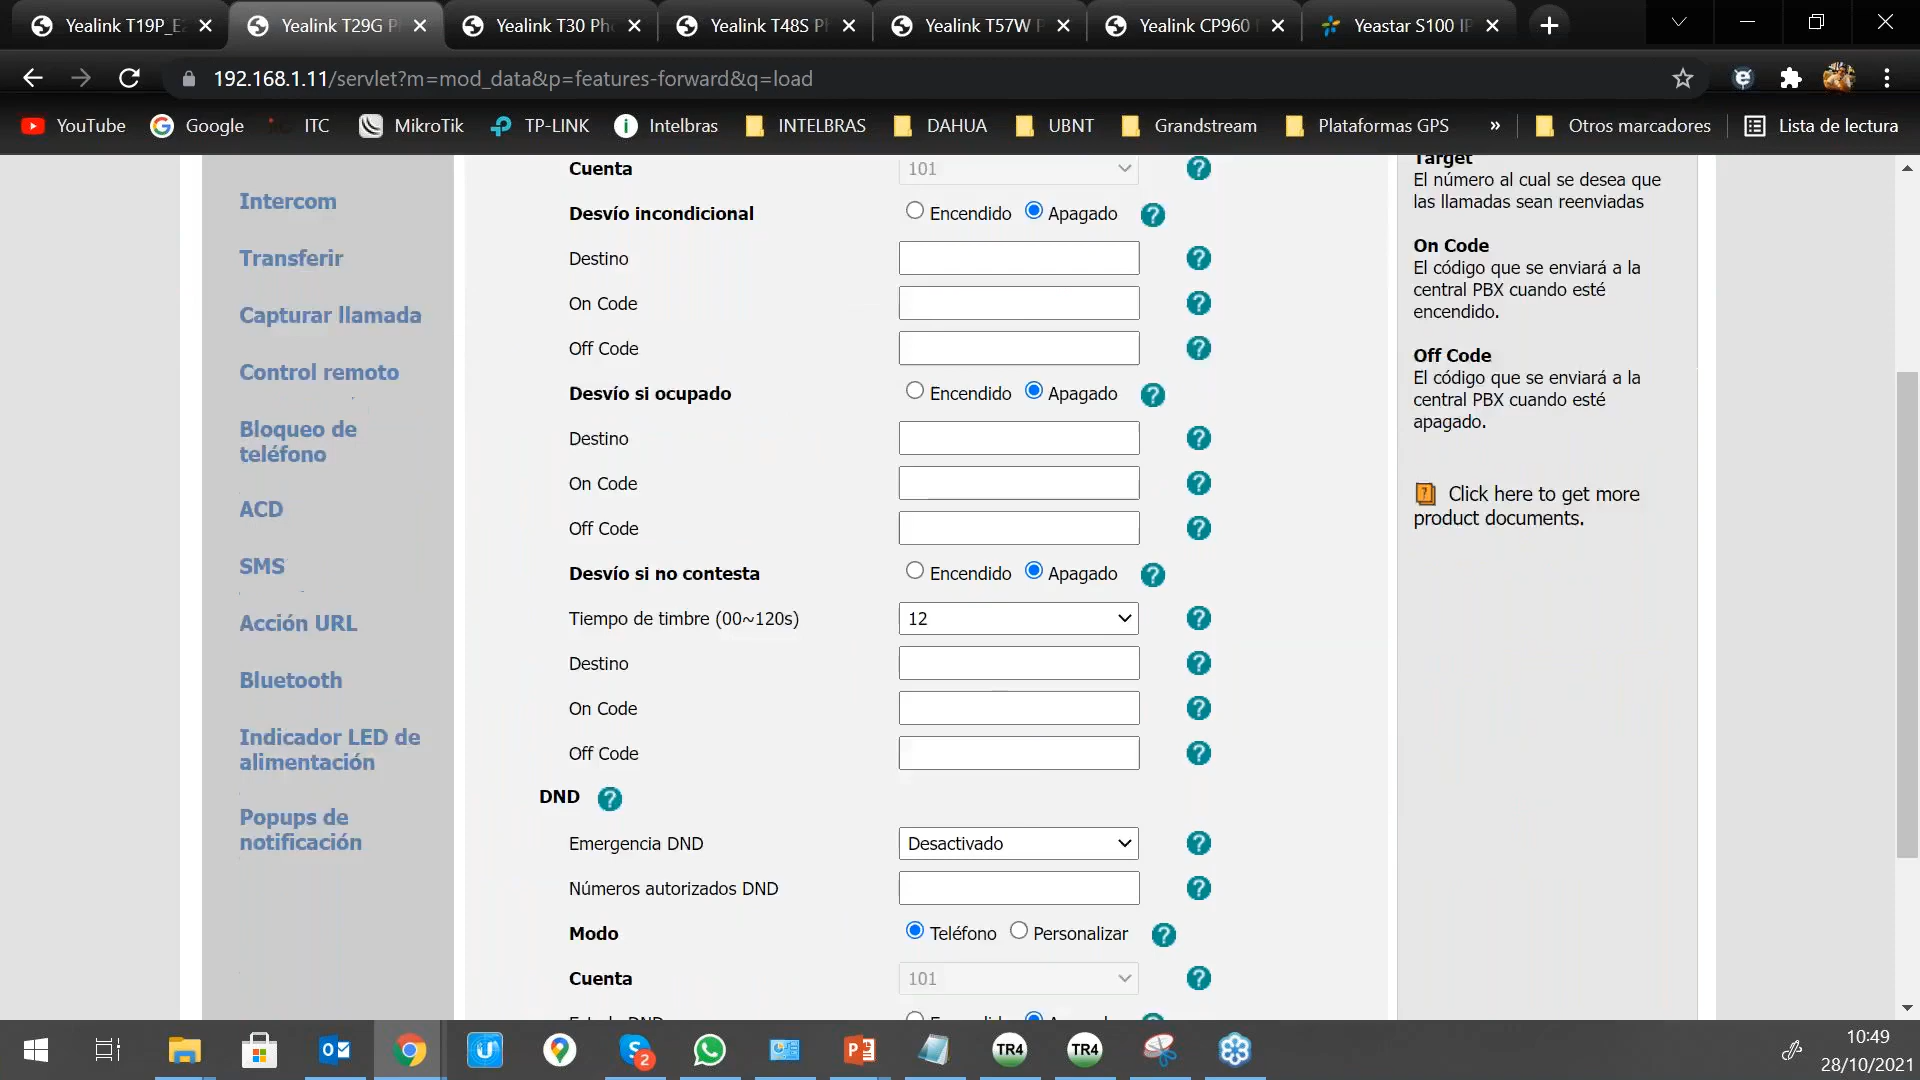 Yealink T19P_E2
Yealink T29G P
Yealink T30 Pho
Yealink T48S Ph
Yealink T57W P
Yealink CP960
Yeastar S100 IP
192.168.1.11/servlet?m=mod_data&p=features-forward&q=load
YouTube
Google
ITC
MikroTik
TP-LINK
Intelbras
INTELBRAS
DAHUA
UBNT
Grandstream
Plataformas GPS
»
Otros marcadores
Lista de lectura
Intercom
Transferir
Capturar llamada
Control remoto
Bloqueo de
teléfono
ACD
SMS
Acción URL
Bluetooth
Indicador LED de
alimentación
Popups de
notificación
Cuenta 101
Desvío incondicional Encendido Apagado
Destino
On Code
Off Code
Desvío si ocupado Encendido Apagado
Destino
On Code
Off Code
Desvío si no contesta Encendido Apagado
Tiempo de timbre (00~120s) 12
Destino
On Code
Off Code
DND
Emergencia DND Desactivado
Números autorizados DND
Modo Teléfono Personalizar
Cuenta 101
Target
El número al cual se desea que
las llamadas sean reenviadas
On Code
El código que se enviará a la
central PBX cuando esté
encendido.
Off Code
El código que se enviará a la
central PBX cuando esté
apagado.
Click here to get more
product documents.
2
TR4
TR4
10:49
28/10/2021